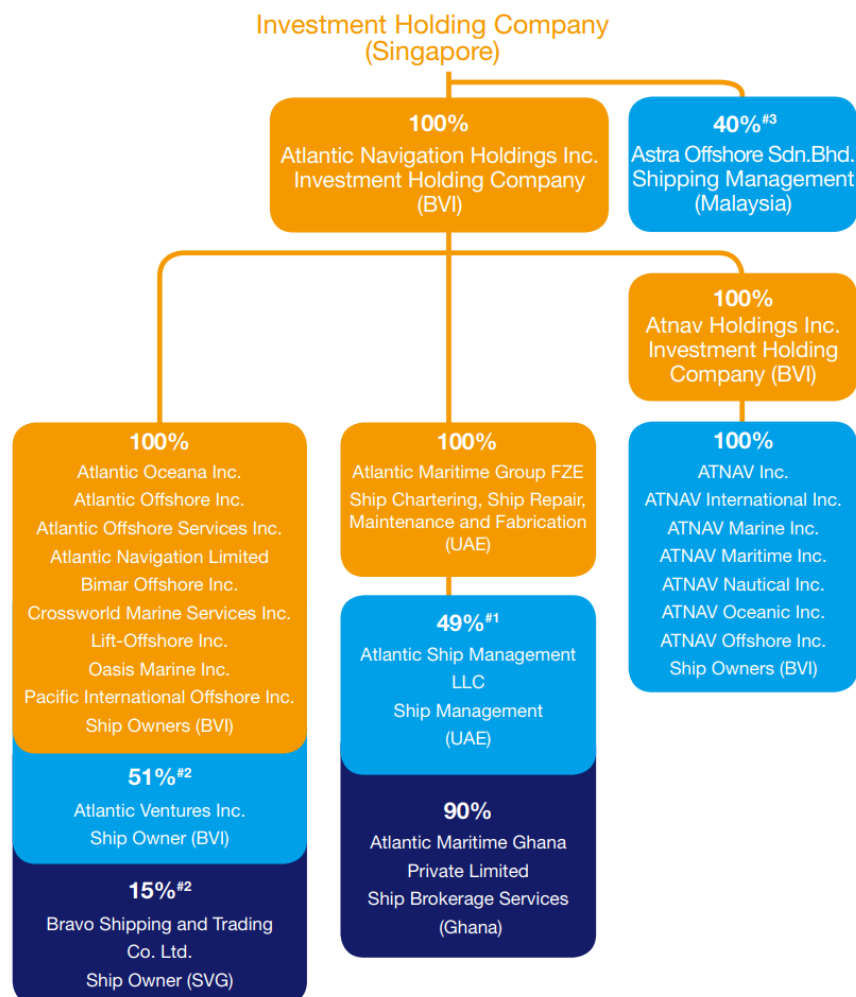 Investment Holding Company
(Singapore)
100%
Atlantic Navigation Holdings Inc.
Investment Holding Company
(BVI)
40%#3
Astra Offshore Sdn.Bhd.
Shipping Management
(Malaysia)
100%
Atnav Holdings Inc.
Investment Holding
Company (BVI)
100%
Atlantic Oceana Inc.
Atlantic Offshore Inc.
Atlantic Offshore Services Inc.
Atlantic Navigation Limited
Bimar Offshore Inc.
Crossworld Marine Services Inc.
Lift-Offshore Inc.
Oasis Marine Inc.
Pacific International Offshore Inc.
Ship Owners (BVI)
51%#2
Atlantic Ventures Inc.
Ship Owner (BVI)
15%#2
Bravo Shipping and Trading
Co. Ltd.
Ship Owner (SVG)
100%
Atlantic Maritime Group FZE
Ship Chartering, Ship Repair,
Maintenance and Fabrication
(UAE)
49%#1
Atlantic Ship Management
LLC
Ship Management
(UAE)
90%
Atlantic Maritime Ghana
Private Limited
Ship Brokerage Services
(Ghana)
100%
ATNAV Inc.
ATNAV International Inc.
ATNAV Marine Inc.
ATNAV Maritime Inc.
ATNAV Nautical Inc.
ATNAV Oceanic Inc.
ATNAV Offshore Inc.
Ship Owners (BVI)